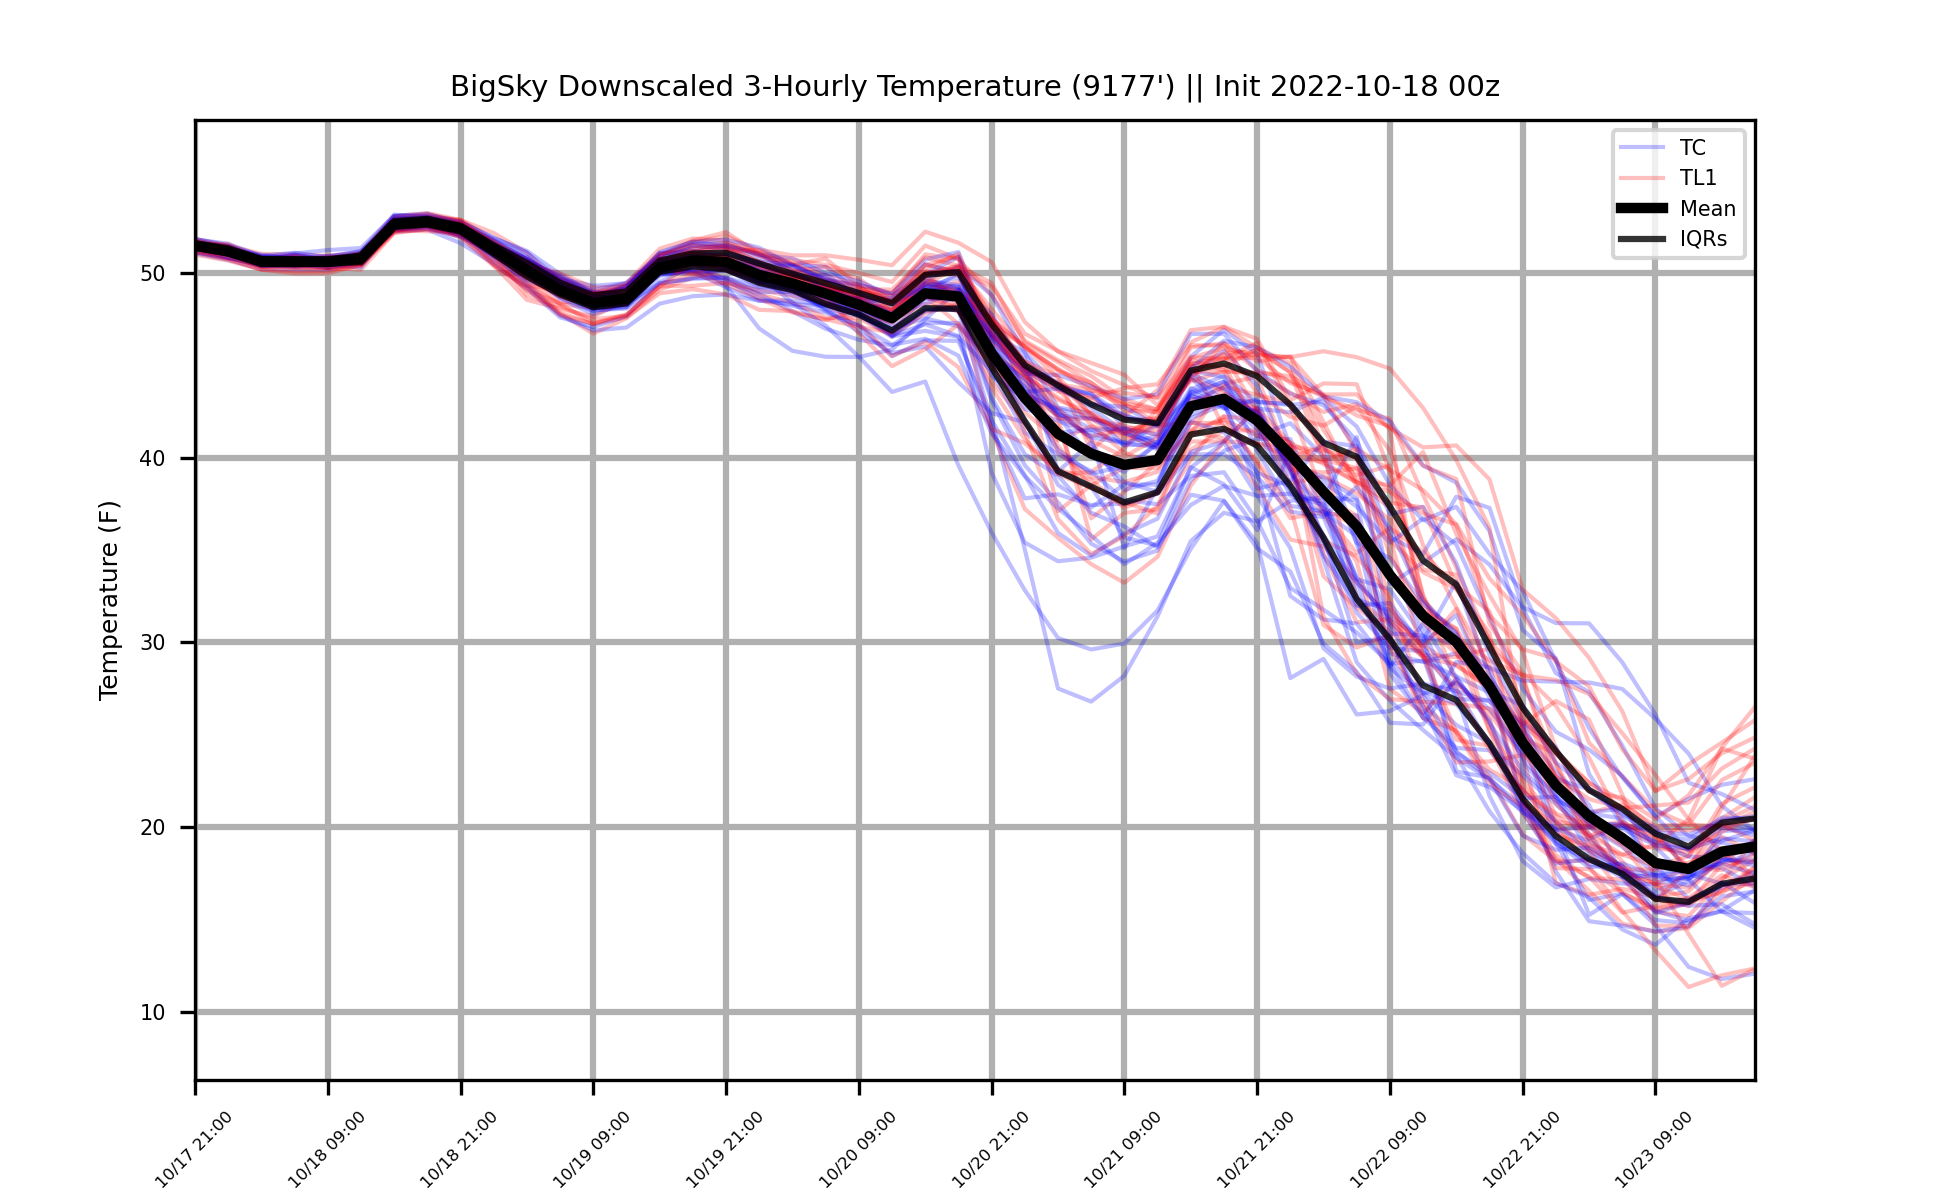 BigSky Downscaled 3-Hourly Temperature (9177') || Init 2022-10-18 00z
TC
TL1
Mean
IQRs
Temperature (F)
50
40
30
20
10
10/17 21:00
10/18 09:00
10/18 21:00
10/19 09:00
10/19 21:00
10/20 09:00
10/20 21:00
10/21 09:00
10/21 21:00
10/22 09:00
10/22 21:00
10/23 09:00